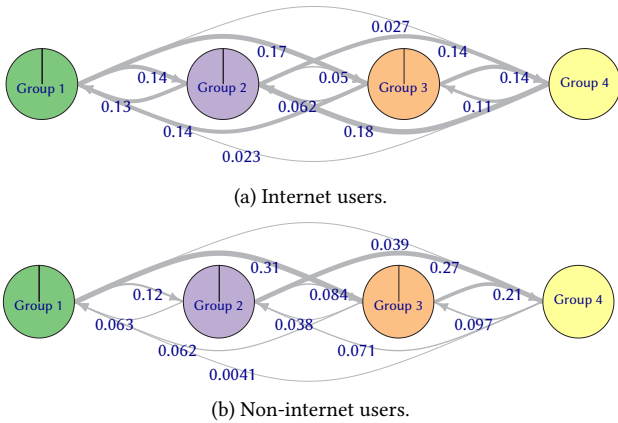 0.027
0.17
0.14
0.14
0.05
0.14
Group 1
Group 2
Group 3
Group 4
0.13
0.062
0.11
0.14
0.18
0.023
(a) Internet users.
0.039
0.31
0.27
0.12
0.084
0.21
Group 1
Group 2
Group 3
Group 4
0.063
0.038
0.097
0.062
0.071
0.0041
(b) Non-internet users.